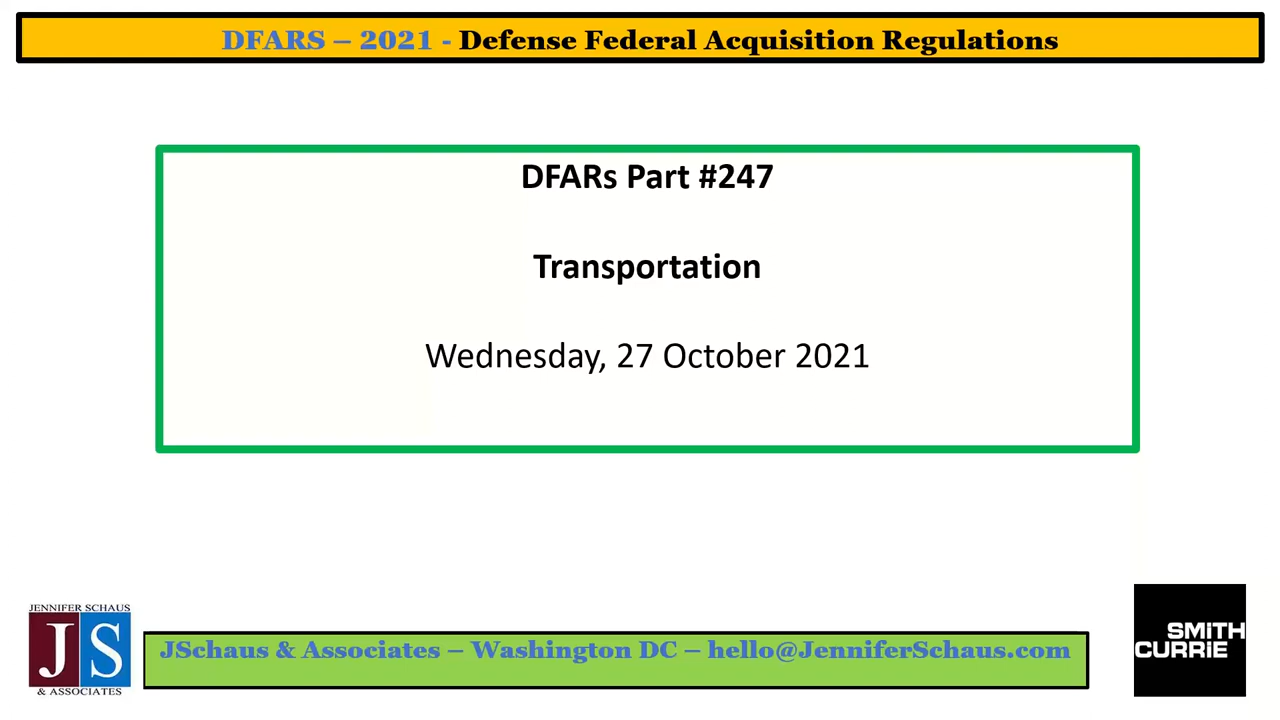 DFARS – 2021 - Defense Federal Acquisition Regulations
DFARs Part #247
Transportation
Wednesday, 27 October 2021
JENNIFER SCHAUS
JS
& ASSOCIATES
JSchaus & Associates – Washington DC – hello@JenniferSchaus.com
SMITH
CURRIE